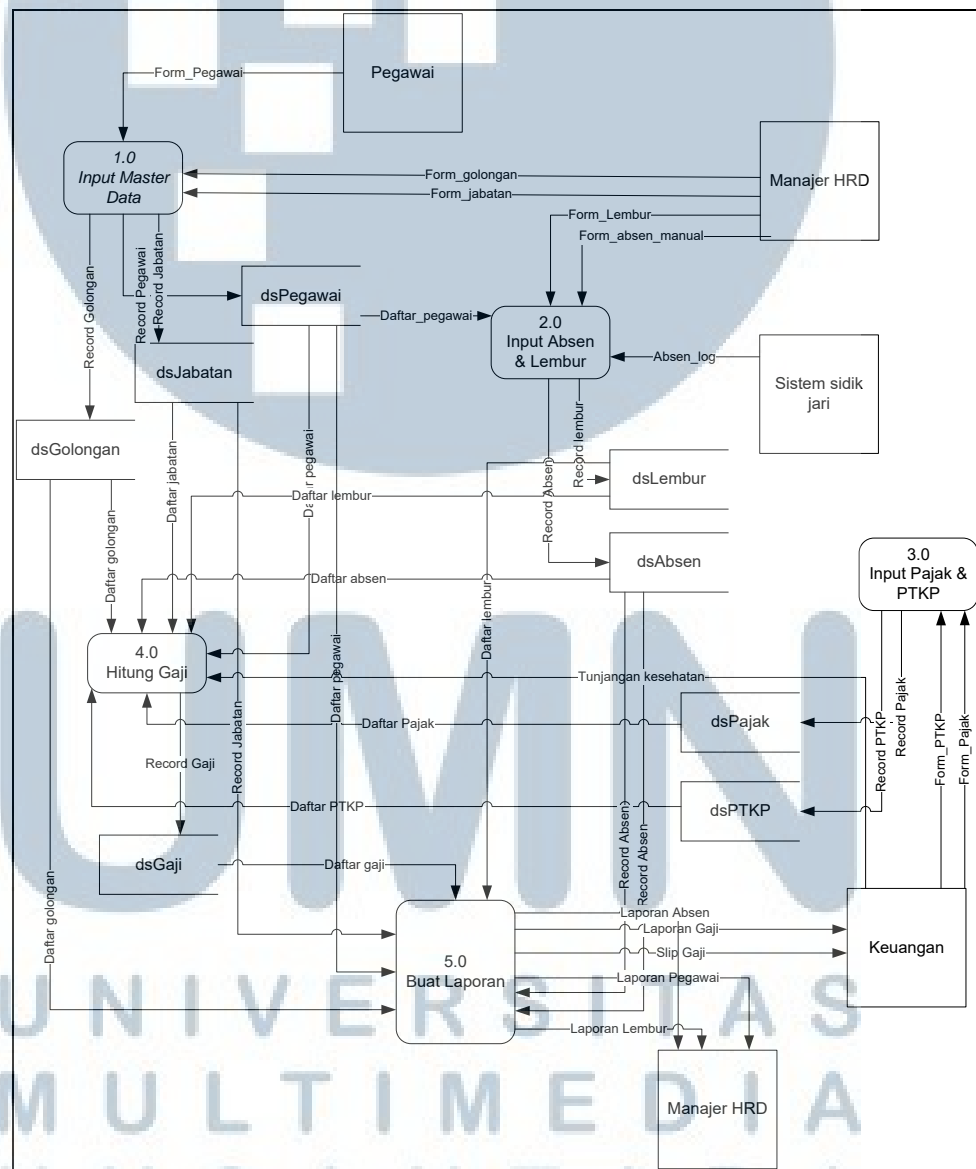 Pegawai
Form_Pegawai
1.0
Input Master
Data
Form_golongan
Form_jabatan
Manajer HRD
Form_Lembur
Form_absen_manual
Record Golongan
Record Pegawai
Record Jabatan
dsPegawai
Daftar_pegawai
2.0
Input Absen
& Lembur
Absen_log
Sistem sidik
jari
dsJabatan
dsGolongan
Daftar jabatan
Daftar pegawai
Record Absen
Record lembur
dsLembur
Daftar lembur
Daftar golongan
dsAbsen
Daftar absen
Daftar lembur
3.0
Input Pajak &
PTKP
4.0
Hitung Gaji
Daftar pegawai
Tunjangan kesehatan
Record Jabatan
Daftar Pajak
dsPajak
Record PTKP
Record Pajak
Form_PTKP
Form_Pajak
Record Gaji
Daftar PTKP
dsPTKP
dsGaji
Daftar gaji
Record Absen
Record Absen
Daftar golongan
5.0
Buat Laporan
Laporan Absen
Laporan Gaji
Slip Gaji
Keuangan
Laporan Pegawai
Laporan Lembur
Manajer HRD
UMN
UNIVERSITAS
MULTIMEDIA